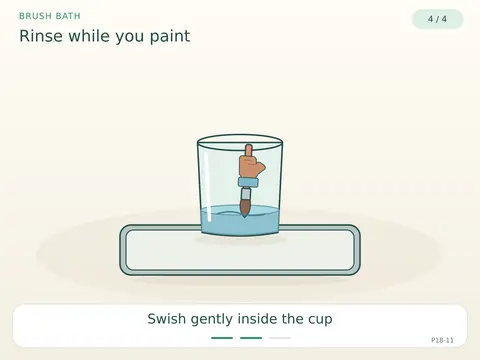 BRUSH BATH
Rinse while you paint
4 / 4
Swish gently inside the cup
P18-11